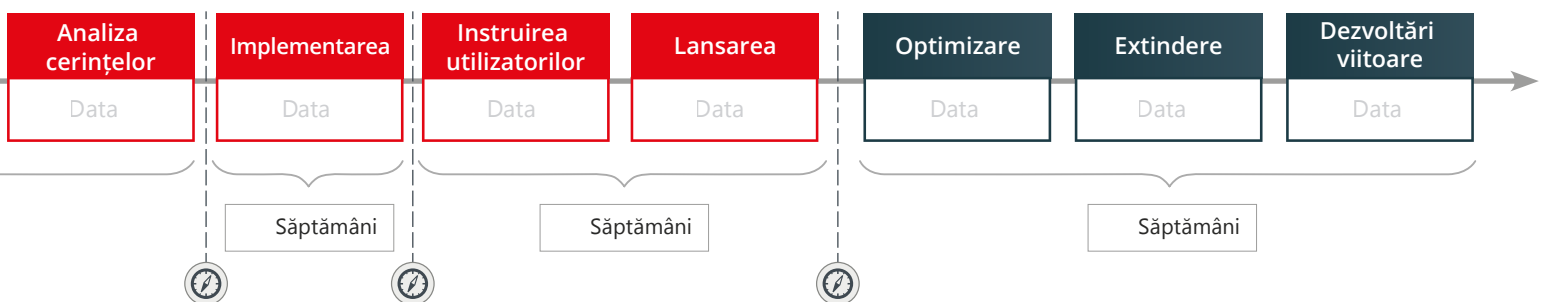 Analiza
cerințelor
Implementarea
Instruirea
utilizatorilor
Lansarea
Optimizare
Extindere
Dezvoltări
viitoare
Data
Data
Data
Data
Data
Data
Data
Săptămâni
Săptămâni
Săptămâni